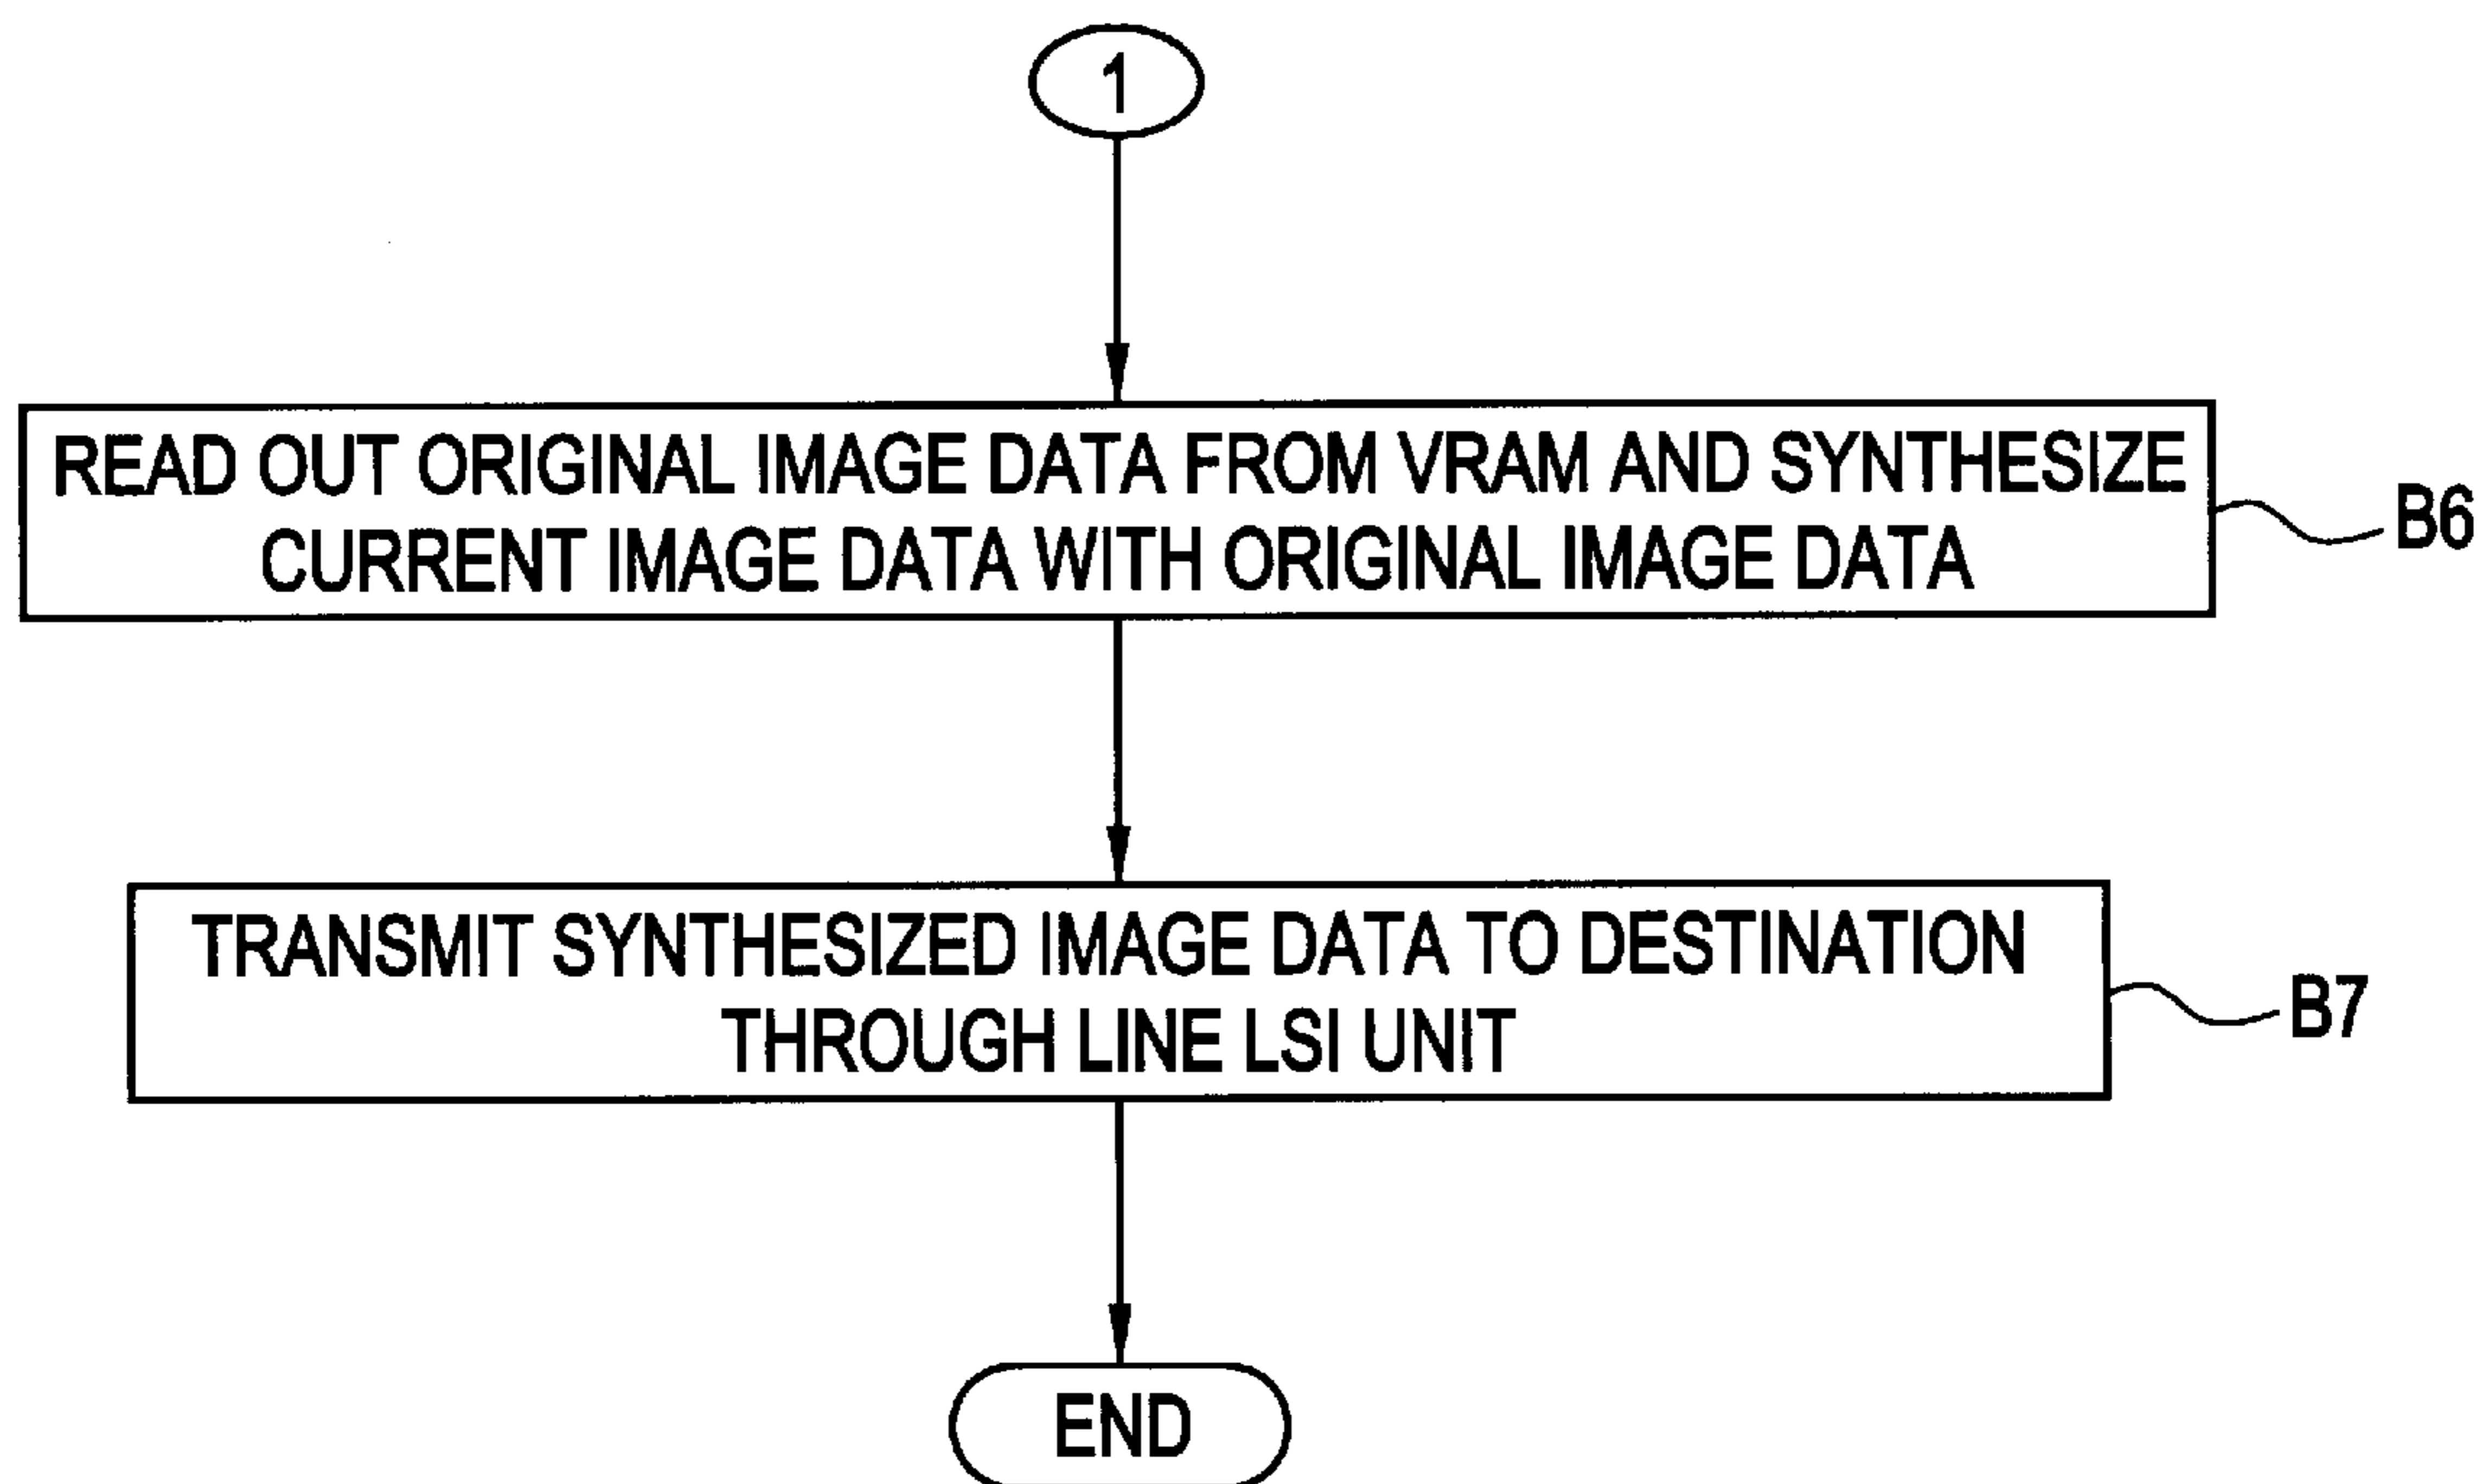 1
READ OUT ORIGINAL IMAGE DATA FROM VRAM AND SYNTHESIZE
CURRENT IMAGE DATA WITH ORIGINAL IMAGE DATA
B6
TRANSMIT SYNTHESIZED IMAGE DATA TO DESTINATION
THROUGH LINE LSI UNIT
B7
END